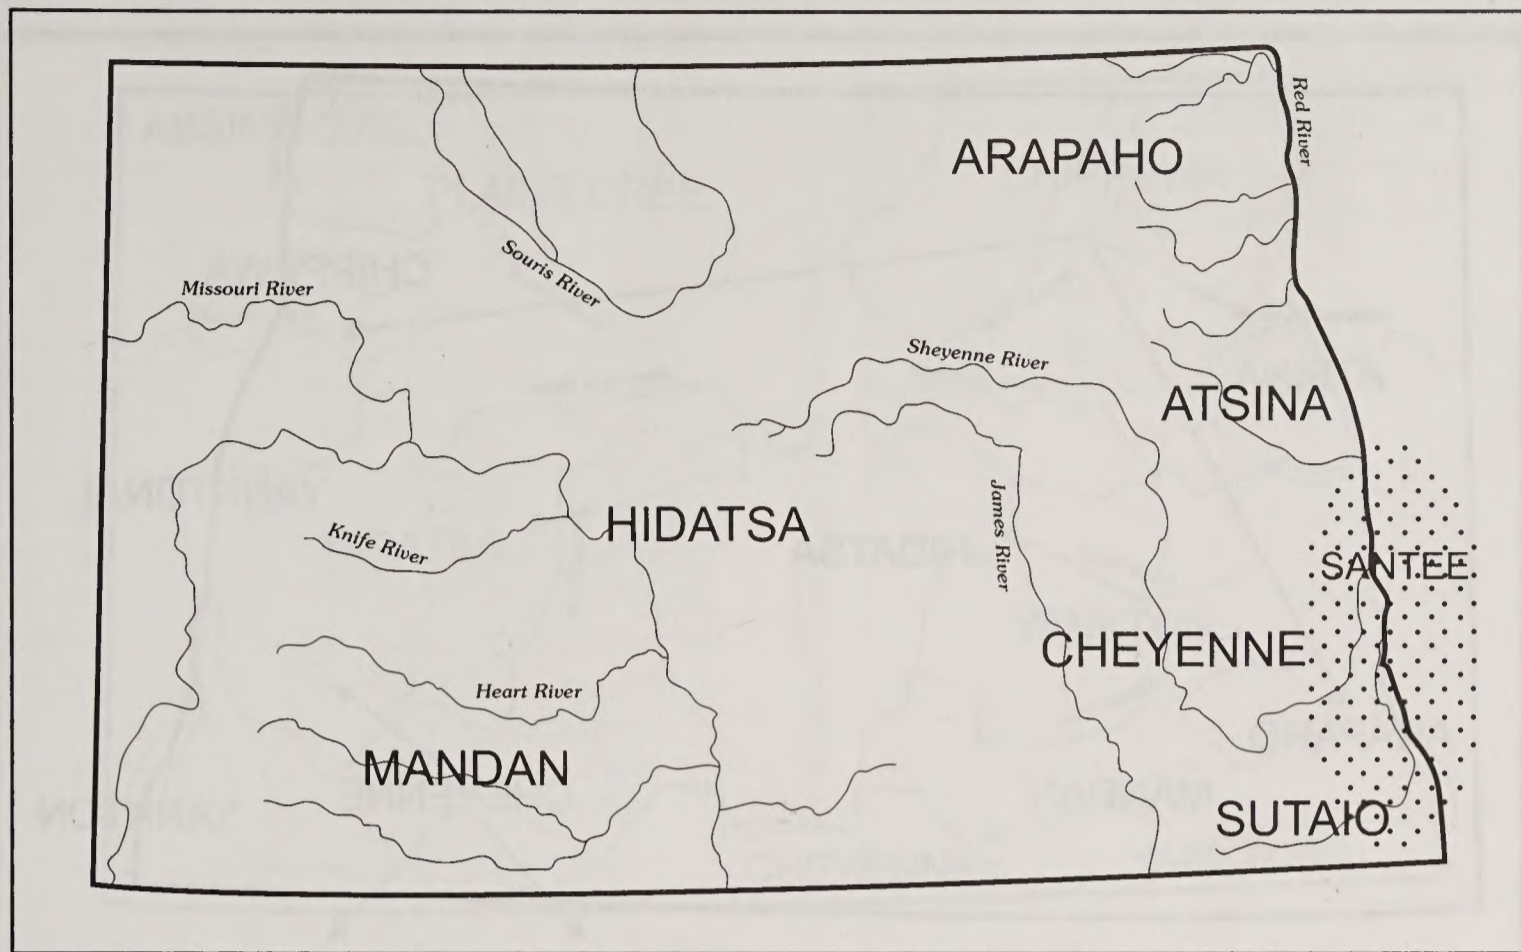 Red River
ARAPAHO
Souris River
Missouri River
Sheyenne River
ATSINA
James River
HIDATSA
Knife River
SANTEE
CHEYENNE
Heart River
MANDAN
SUTAIO